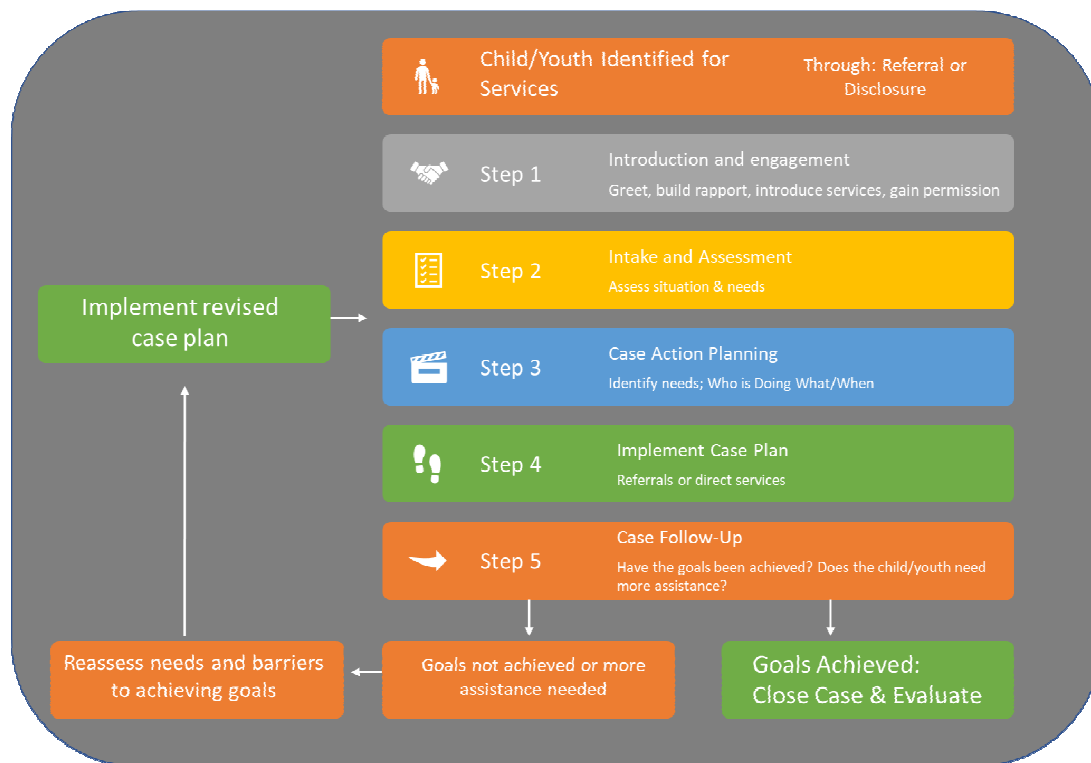 Child/Youth Identified for
Services
Through: Referral or
Disclosure
Step 1
Introduction and engagement
Greet, build rapport, introduce services, gain permission
Step 2
Intake and Assessment
Assess situation & needs
Implement revised
case plan
Step 3
Case Action Planning
Identify needs; Who is Doing What/When
Step 4
Implement Case Plan
Referrals or direct services
Step 5
Case Follow-Up
Have the goals been achieved? Does the child/youth need
more assistance?
Reassess needs and barriers
to achieving goals
Goals not achieved or more
assistance needed
Goals Achieved:
Close Case & Evaluate